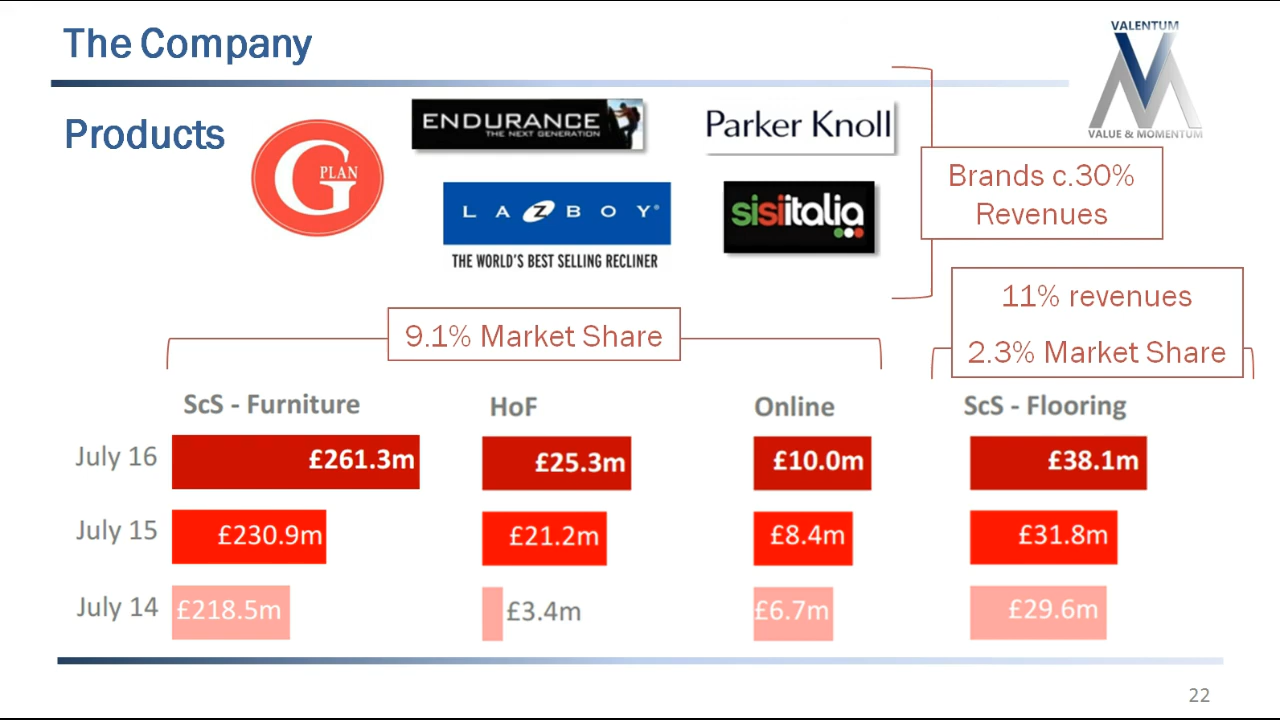 The Company
VALENTUM
VALUE & MOMENTUM
Products
G PLAN
ENDURANCE
THE NEXT GENERATION
Parker Knoll
LAZBOY®
THE WORLD'S BEST SELLING RECLINER
sisiitalia
Brands c.30%
Revenues
11% revenues
2.3% Market Share
9.1% Market Share
ScS - Furniture HoF Online ScS - Flooring
July 16 £261.3m £25.3m £10.0m £38.1m
July 15 £230.9m £21.2m £8.4m £31.8m
July 14 £218.5m £3.4m £6.7m £29.6m
22